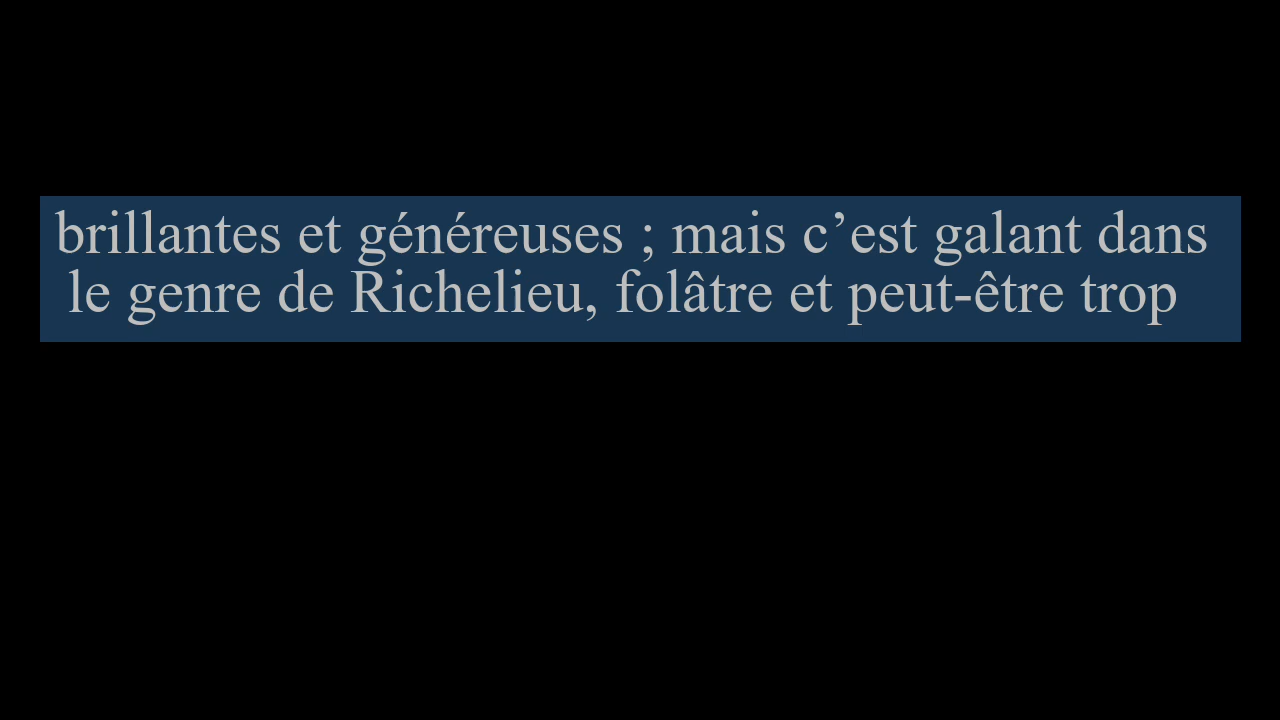 brillantes et généreuses ; mais c’est galant dans
le genre de Richelieu, folâtre et peut-être trop